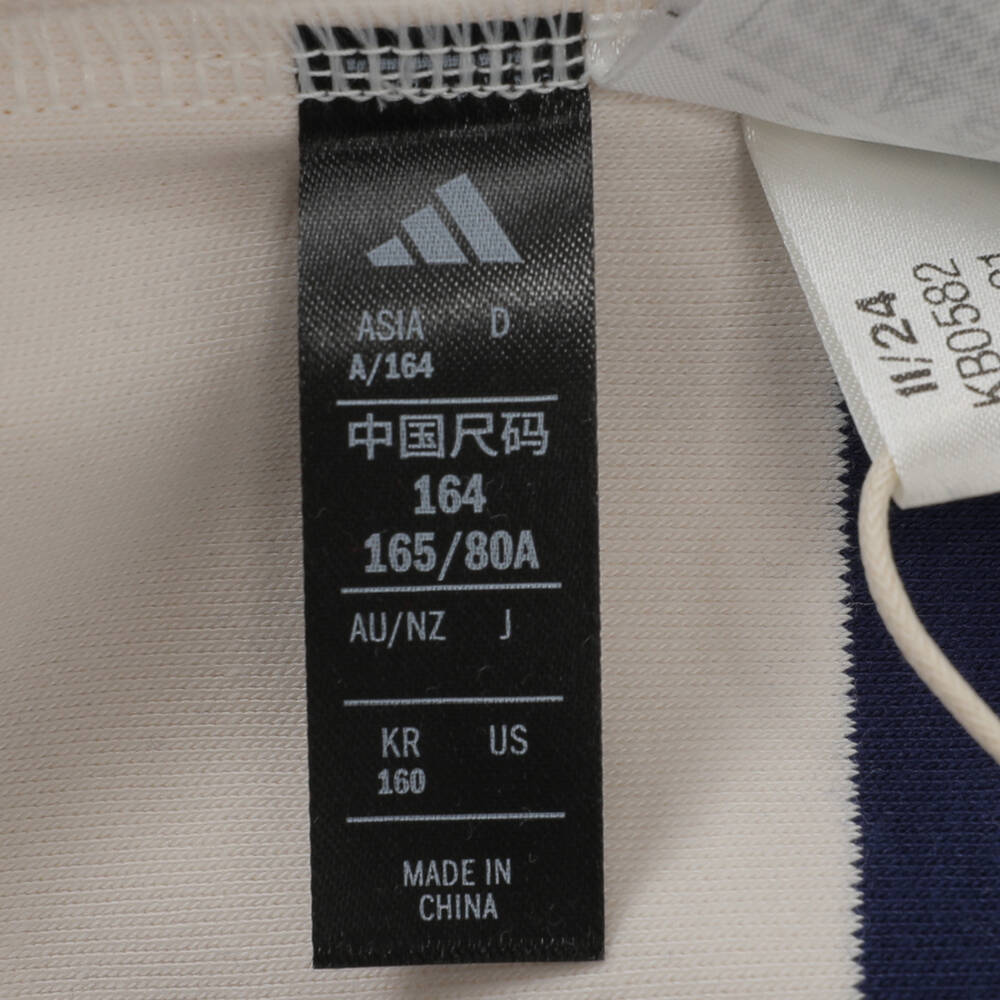 ASIA D
A/164
中国尺码
164
165/80A
AU/NZ J
KR US
160
MADE IN
CHINA
11/24
KB0582